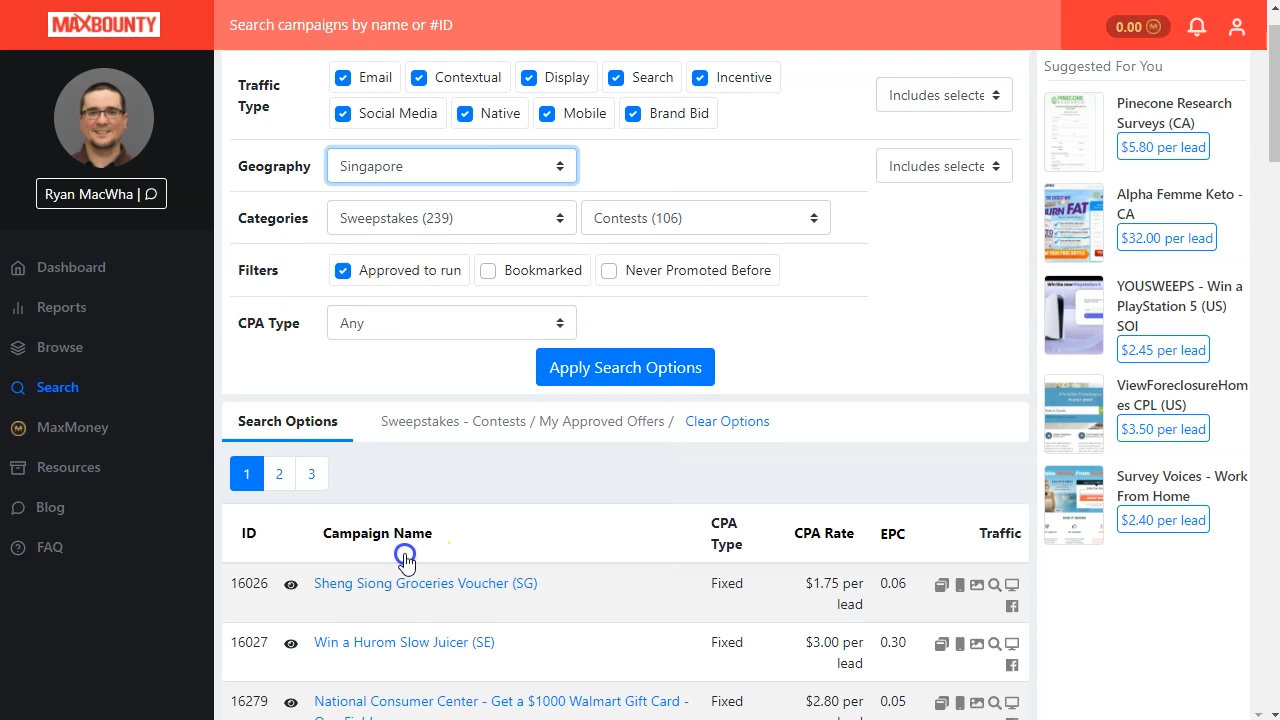 MAXBOUNTY
Search campaigns by name or #ID
0.00
Ryan MacWha |
Dashboard
Reports
Browse
Search
MaxMoney
Resources
Blog
FAQ
Traffic Type
Email
Contextual
Display
Search
Incentive
Includes selecte
Native
Mobile
Brand Bid
Geography
Includes selecte
Categories
(239)
(106)
Filters
Approved to run
Bookmarked
Never Promoted Before
CPA Type
Any
Apply Search Options
Search Options
weepstakes - Contests / My Approved offers / Clear Options
1
2
3
ID
Campaign Name
CPA Type
CPA Rate
EPC
Traffic
16026
Sheng Siong Groceries Voucher (SG)
Fixed
$1.75 per
lead
0.06
16027
Win a Hurom Slow Juicer (SE)
Fixed
$3.00 per
lead
0.30
16279
National Consumer Center - Get a $1000 Walmart Gift Card -
Fixed
$2.80 per
0.05
Suggested For You
Pinecone Research
Surveys (CA)
$5.80 per lead
Alpha Femme Keto -
CA
$32.00 per lead
YOUSWEEPS - Win a
PlayStation 5 (US)
SOI
$2.45 per lead
ViewForeclosureHom
es CPL (US)
$3.50 per lead
Survey Voices - Work
From Home
$2.40 per lead